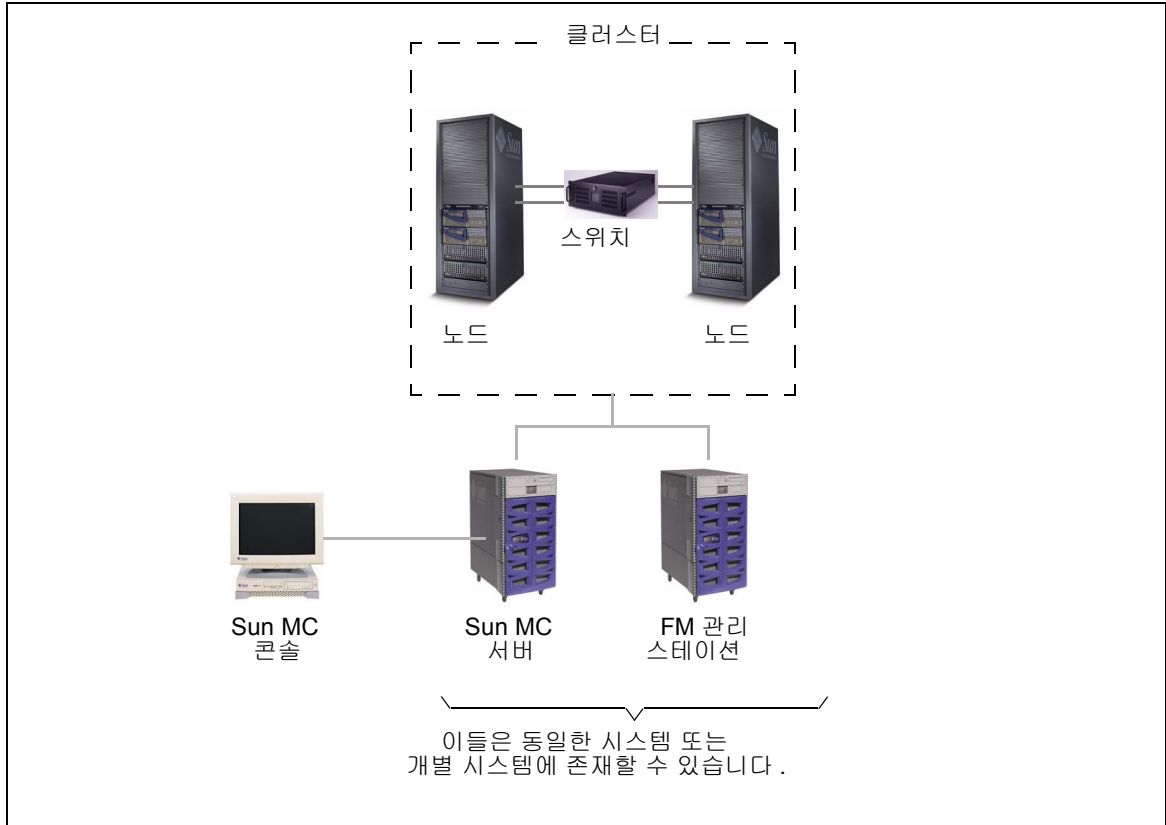 클러스터
Sun
Sun
스위치
노드
노드
Sun MC
콘솔
Sun MC
서버
FM 관리
스테이션
이들은 동일한 시스템 또는
개별 시스템에 존재할 수 있습니다 .